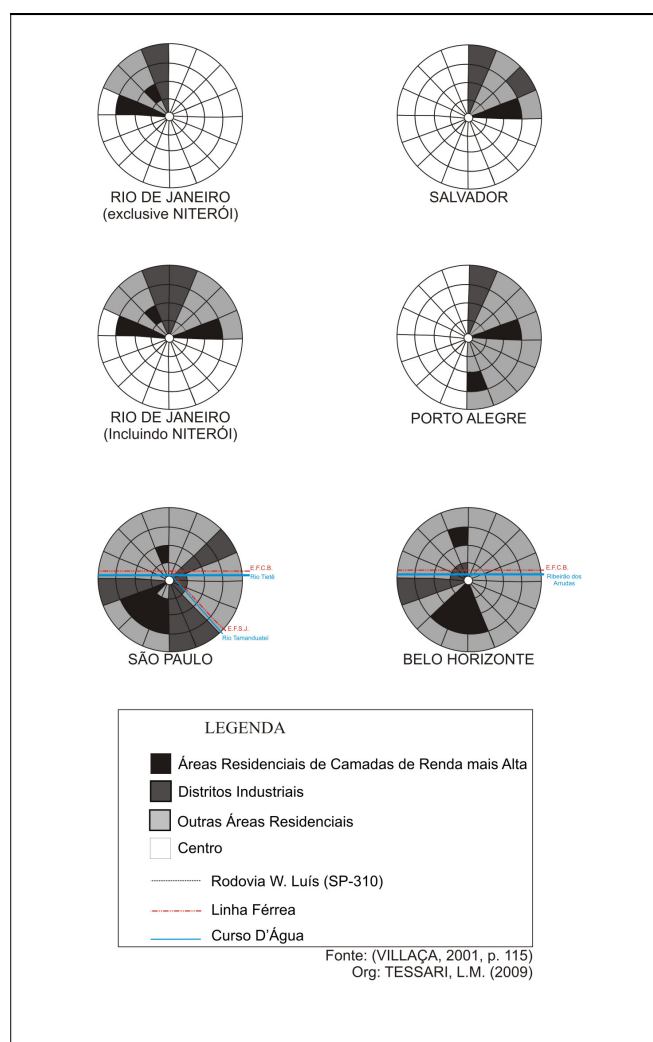 RIO DE JANEIRO
(exclusive NITERÓI)
SALVADOR
RIO DE JANEIRO
(Incluindo NITERÓI)
PORTO ALEGRE
E.F.C.B.
Rio Tietê
E.F.S.J.
Rio Tamanduateí
SÃO PAULO
E.F.C.B.
Ribeirão dos
Arrudas
BELO HORIZONTE
LEGENDA
Áreas Residenciais de Camadas de Renda mais Alta
Distritos Industriais
Outras Áreas Residenciais
Centro
Rodovia W. Luís (SP-310)
Linha Férrea
Curso D'Água
Fonte: (VILLAÇA, 2001, p. 115)
Org: TESSARI, L.M. (2009)